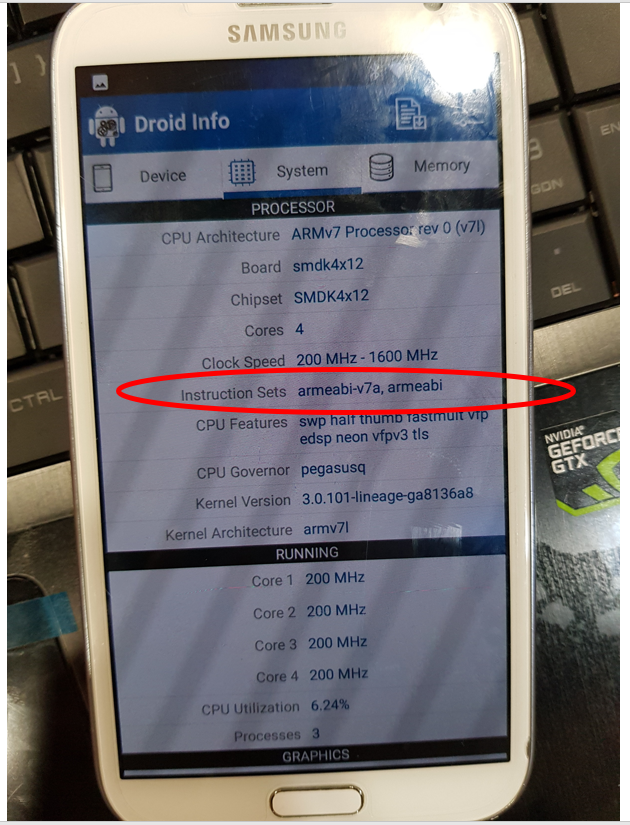 SAMSUNG
Droid Info
Device System Memory
PROCESSOR
CPU Architecture ARMv7 Processor rev 0 (v7l)
Board smdk4x12
Chipset SMDK4x12
Cores 4
Clock Speed 200 MHz - 1600 MHz
Instruction Sets armeabi-v7a, armeabi
CPU Features swp half thumb fastmult vfp
edsp neon vfpv3 tls
CPU Governor pegasusq
Kernel Version 3.0.101-lineage-ga8136a8
Kernel Architecture armv7l
RUNNING
Core 1 200 MHz
Core 2 200 MHz
Core 3 200 MHz
Core 4 200 MHz
CPU Utilization 6.24%
Processes 3
GRAPHICS
CTRL
EN
DEL
NVIDIA
GEFORCE
GTX